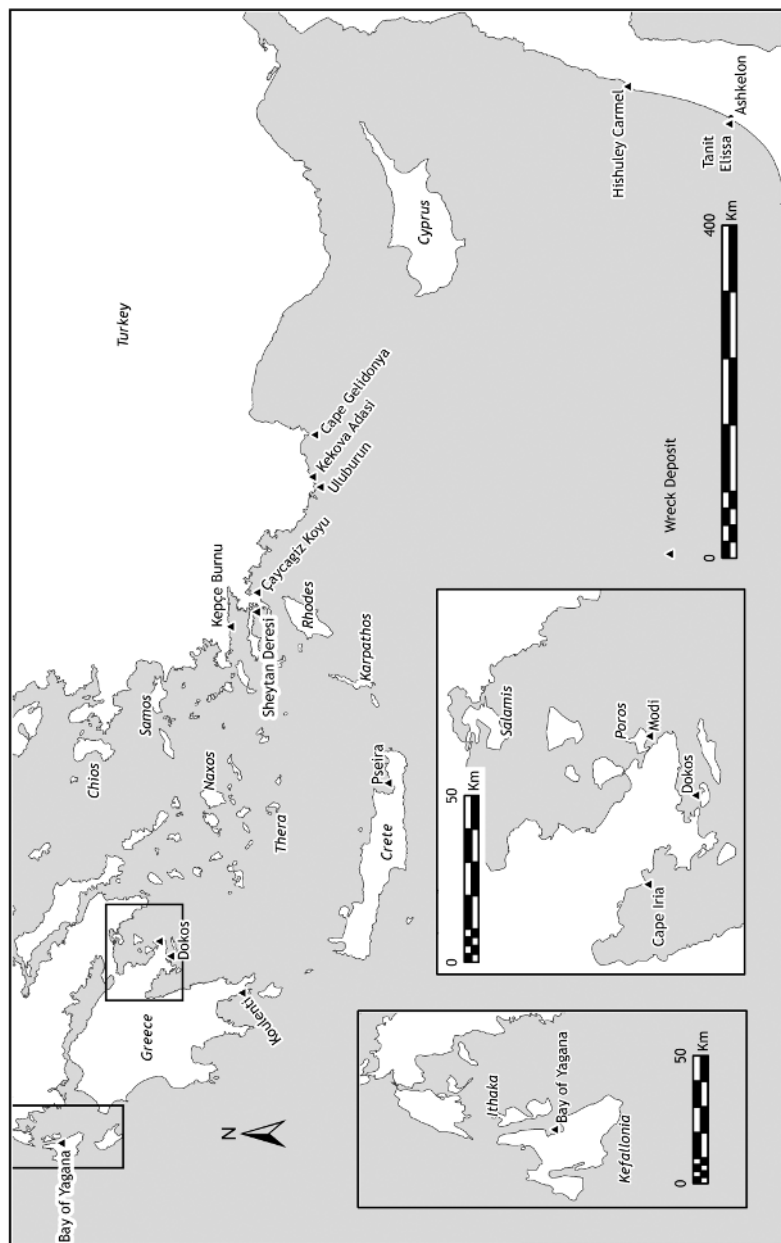 Bay of Yagana
Greece
Dokos
Koulenti
N
Chios
Samos
Naxos
Thera
Pseira
Crete
Karpathos
Rhodes
Kepçe Burnu
Sheytan Deresi
Çaycagiz Koyu
Uluburun
Kekova Adasi
Cape Gelidonya
Turkey
Cyprus
Hishuley Carmel
Tanit
Elissa
Ashkelon
Ithaka
Bay of Yagana
Kefallonia
0
50
Km
Salamis
Poros
Modi
Dokos
Cape Iria
0
50
Km
Wreck Deposit
0
400
Km